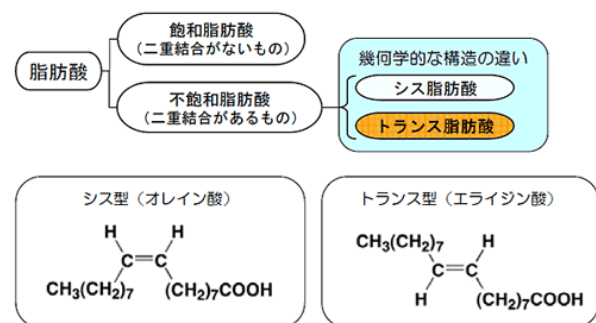 脂肪酸
飽和脂肪酸
（二重結合がないもの）
不飽和脂肪酸
（二重結合があるもの）
幾何学的な構造の違い
シス脂肪酸
トランス脂肪酸
シス型（オレイン酸）
H H
C=C
CH₃(CH₂)₇ (CH₂)₇COOH
トランス型（エライジン酸）
CH₃(CH₂)₇ H
C=C
H (CH₂)₇COOH